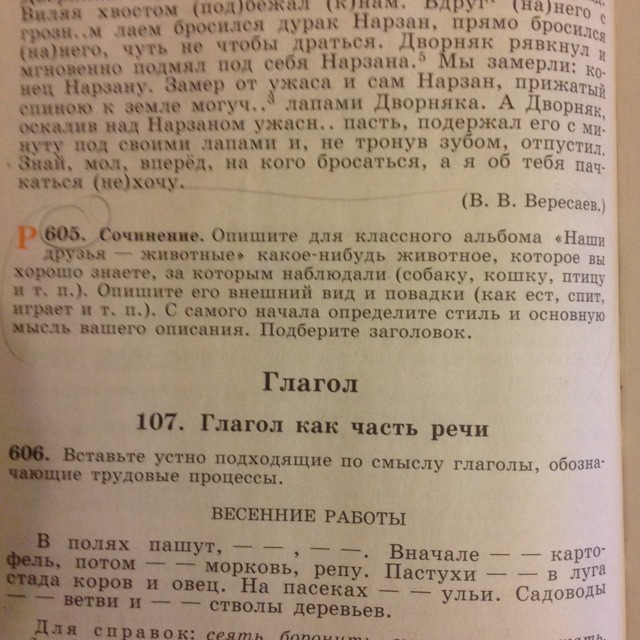 Виляя хвостом (под)бежал (к)нам. Вдруг (на)него с
грозн..м лаем бросился дурак Нарзан, прямо бросился
(на)него, чуть не чтобы драться. Дворняк рявкнул и
мгновенно подмял под себя Нарзана.⁵ Мы замерли: ко-
нец Нарзану. Замер от ужаса и сам Нарзан, прижатый
спиною к земле могуч..³ лапами Дворняка. А Дворняк,
оскалив над Нарзаном ужасн.. пасть, подержал его с ми-
нуту под своими лапами и, не тронув зубом, отпустил.
Знай, мол, вперёд, на кого бросаться, а я об тебя пач-
каться (не)хочу.
(В. В. Вересаев.)
Р 605. Сочинение. Опишите для классного альбома «Наши
друзья — животные» какое-нибудь животное, которое вы
хорошо знаете, за которым наблюдали (собаку, кошку, птицу
и т. п.). Опишите его внешний вид и повадки (как ест, спит,
играет и т. п.). С самого начала определите стиль и основную
мысль вашего описания. Подберите заголовок.
Глагол
107. Глагол как часть речи
606. Вставьте устно подходящие по смыслу глаголы, обозна-
чающие трудовые процессы.
ВЕСЕННИЕ РАБОТЫ
В полях пашут, — — , — —. Вначале — — карто-
фель, потом — — морковь, репу. Пастухи — — в луга
стада коров и овец. На пасеках — — ульи. Садоводы
— — ветви и — — стволы деревьев.
Для справок: сеять, боронить,